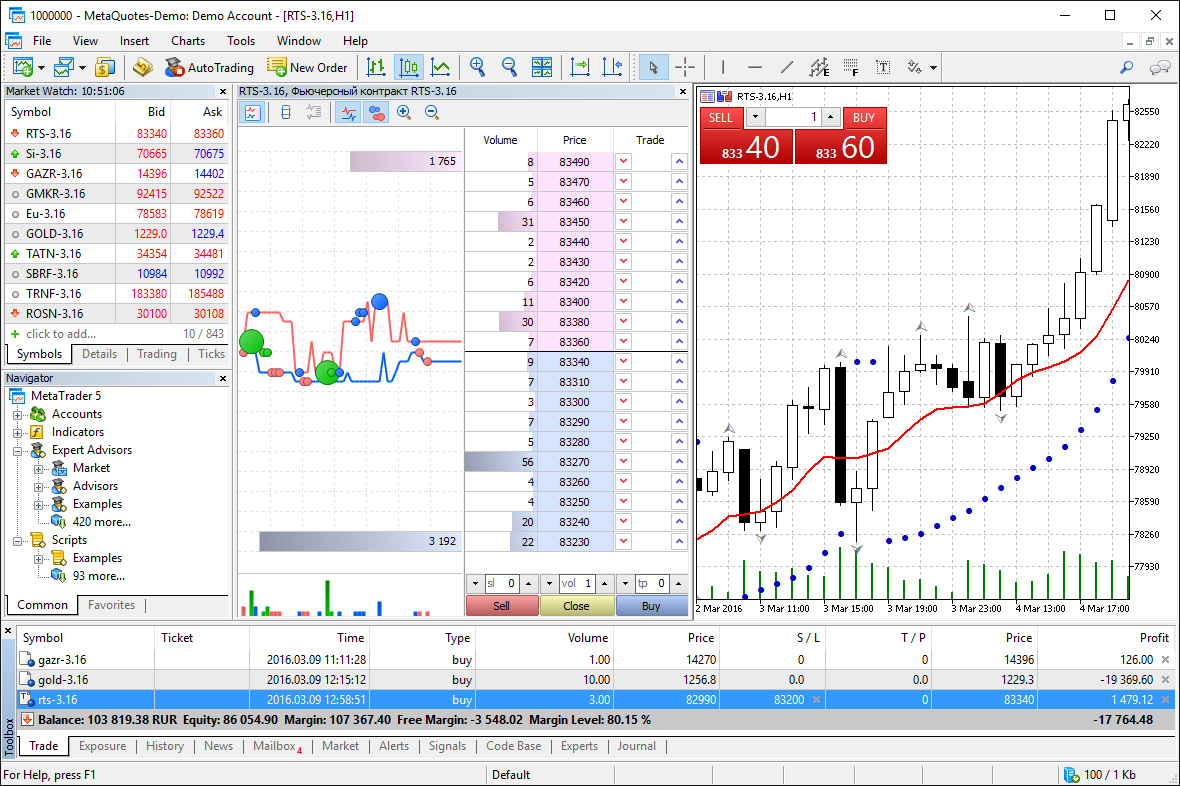 1000000 - MetaQuotes-Demo: Demo Account - [RTS-3.16,H1]
File View Insert Charts Tools Window Help
AutoTrading New Order
Market Watch: 10:51:06
Symbol Bid Ask
RTS-3.16 83340 83360
Si-3.16 70665 70675
GAZR-3.16 14396 14402
GMKR-3.16 92415 92522
Eu-3.16 78583 78619
GOLD-3.16 1229.0 1229.4
TATN-3.16 34354 34481
SBRF-3.16 10984 10992
TRNF-3.16 183380 185488
ROSN-3.16 30100 30108
click to add... 10 / 843
Symbols Details Trading Ticks
Navigator
MetaTrader 5
Accounts
Indicators
Expert Advisors
Market
Advisors
Examples
420 more...
Scripts
Examples
93 more...
Common Favorites
RTS-3.16, Фьючерсный контракт RTS-3.16
Volume Price Trade
1 765
8 83490
5 83470
6 83460
31 83450
2 83440
2 83430
6 83420
11 83400
30 83380
7 83360
9 83340
7 83310
3 83300
7 83290
5 83280
56 83270
4 83260
4 83250
20 83240
22 83230
3 192
sl 0 vol 1 tp 0
Sell Close Buy
RTS-3.16,H1
SELL 1 BUY
833 40 833 60
82550
82220
81890
81560
81230
80900
80570
80240
79910
79580
79250
78920
78590
78260
77930
2 Mar 2016 3 Mar 11:00 3 Mar 15:00 3 Mar 19:00 3 Mar 23:00 4 Mar 13:00 4 Mar 17:00
Symbol Ticket Time Type Volume Price S / L T / P Price Profit
gazr-3.16 2016.03.09 11:11:28 buy 1.00 14270 0 0 14396 126.00
gold-3.16 2016.03.09 12:15:12 buy 10.00 1256.8 0.0 0.0 1229.3 -19 369.60
rts-3.16 2016.03.09 12:58:51 buy 3.00 82990 83200 0 83340 1 479.12
Balance: 103 819.38 RUR Equity: 86 054.90 Margin: 107 367.40 Free Margin: -3 548.02 Margin Level: 80.15 % -17 764.48
Toolbox
Trade Exposure History News Mailbox 4 Market Alerts Signals Code Base Experts Journal
For Help, press F1 Default 100 / 1 Kb